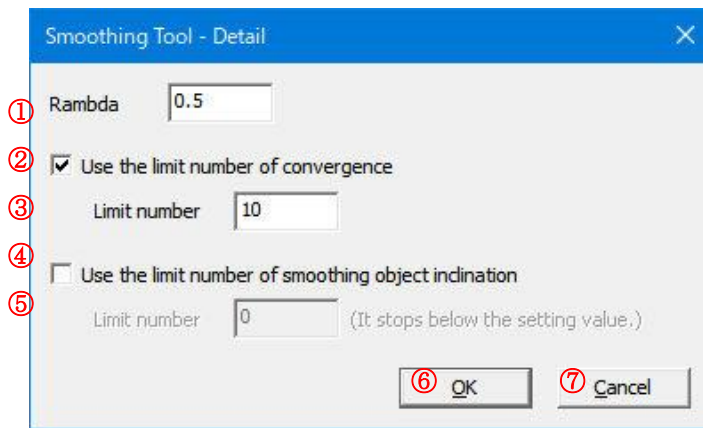 Smoothing Tool - Detail
① Rambda 0.5
② Use the limit number of convergence
③ Limit number 10
④ Use the limit number of smoothing object inclination
⑤ Limit number 0 (It stops below the setting value.)
⑥ OK ⑦ Cancel